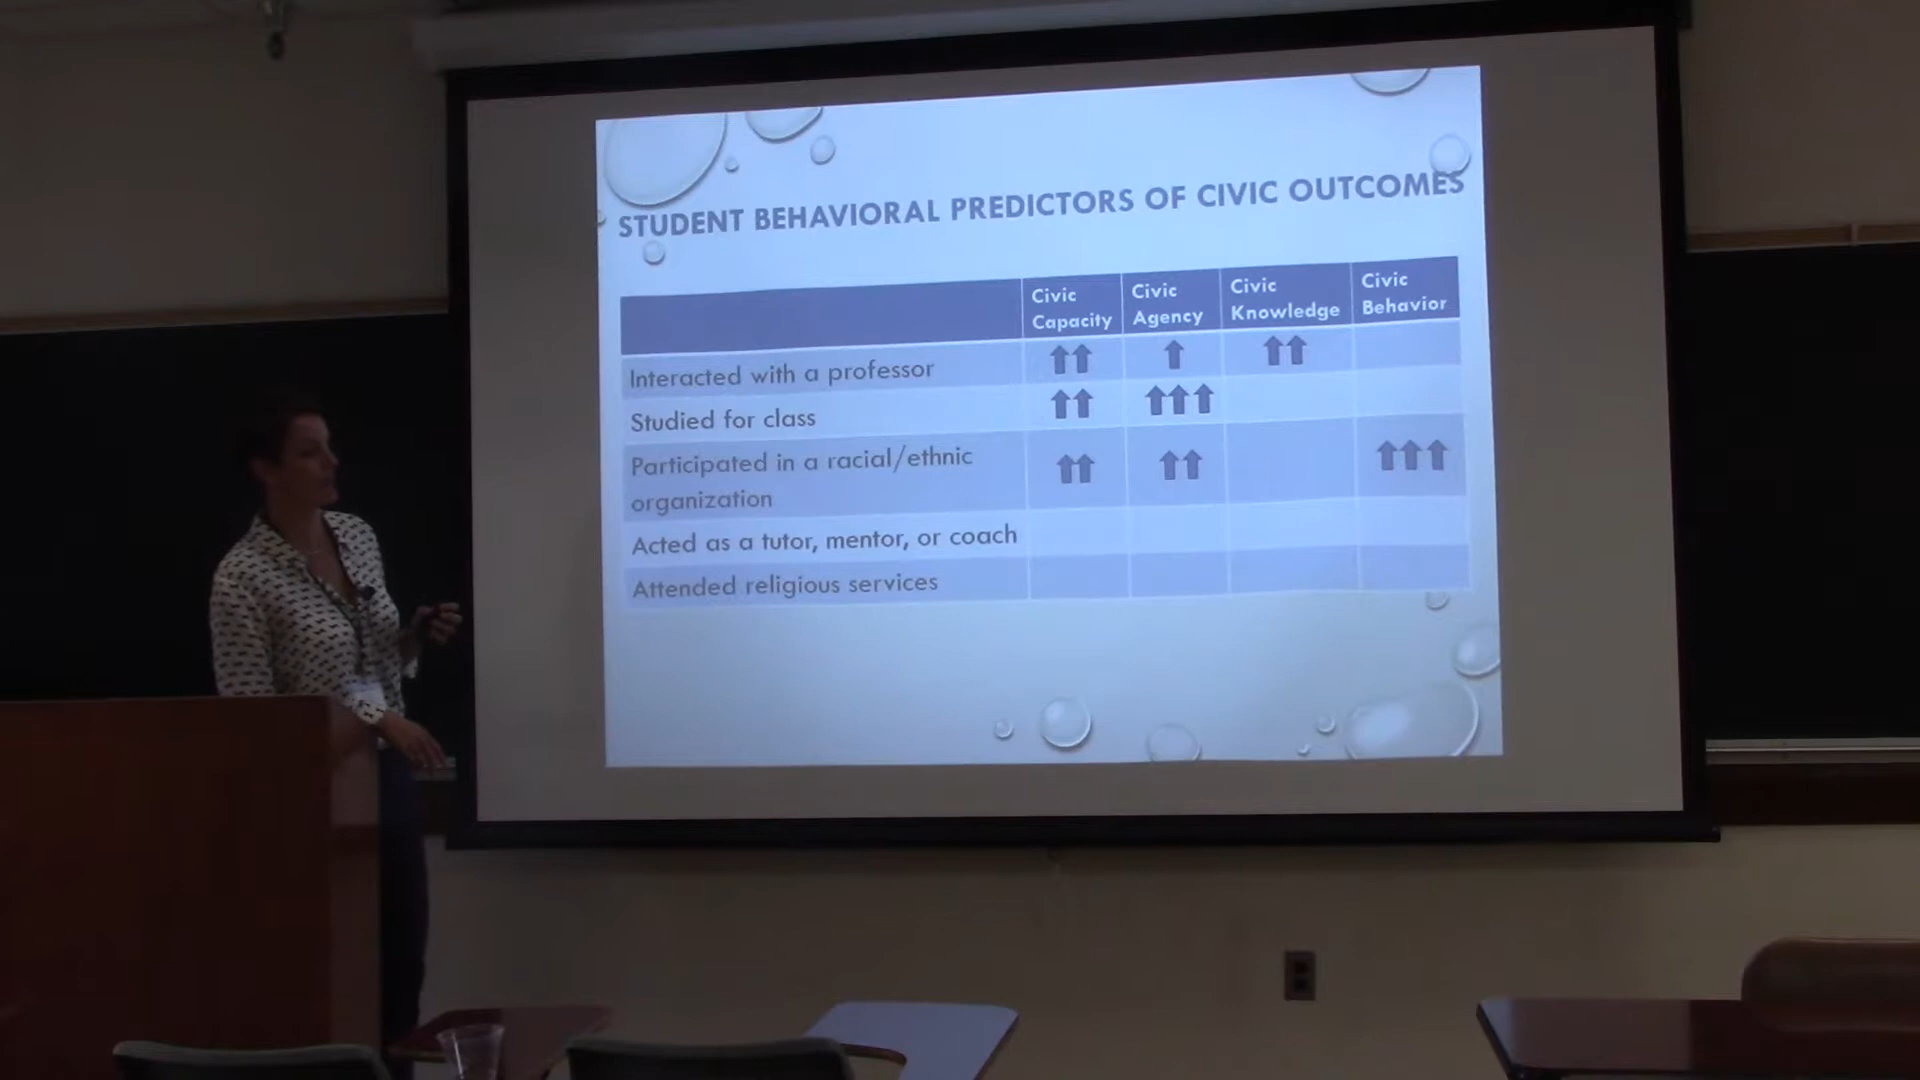 STUDENT BEHAVIORAL PREDICTORS OF CIVIC OUTCOMES
Civic Capacity
Civic Agency
Civic Knowledge
Civic Behavior
Interacted with a professor
Studied for class
Participated in a racial/ethnic
organization
Acted as a tutor, mentor, or coach
Attended religious services